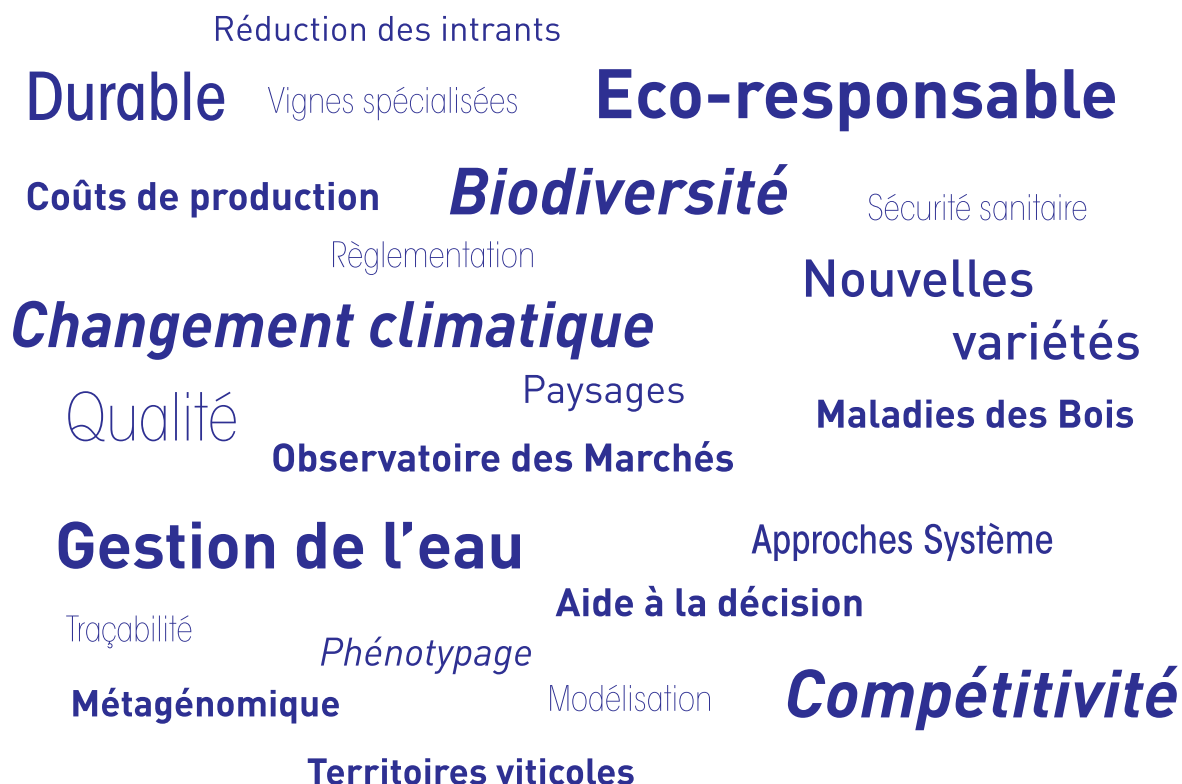 Réduction des intrants
Durable
Vignes spécialisées
Eco-responsable
Coûts de production
Biodiversité
Sécurité sanitaire
Règlementation
Nouvelles
variétés
Changement climatique
Paysages
Qualité
Maladies des Bois
Observatoire des Marchés
Gestion de l’eau
Approches Système
Aide à la décision
Traçabilité
Phénotypage
Métagénomique
Modélisation
Compétitivité
Territoires viticoles